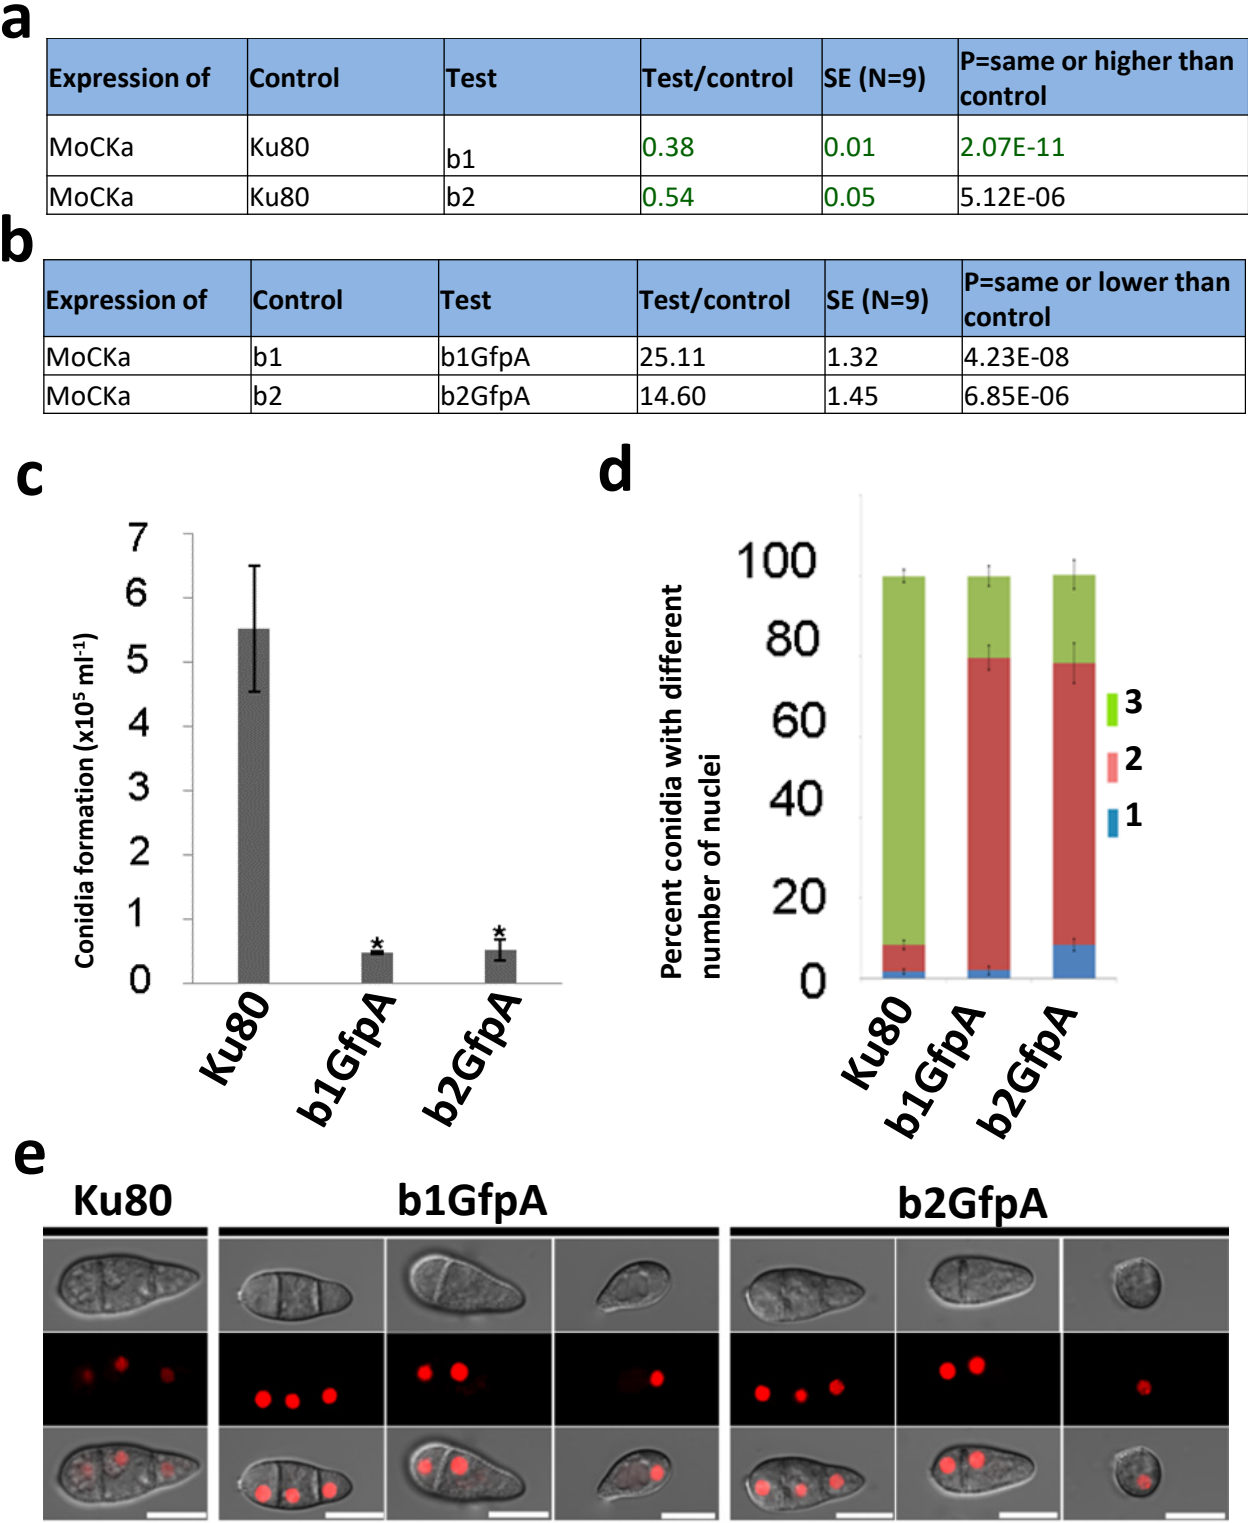 a
Expression of Control Test Test/control SE (N=9) P=same or higher than control
MoCKa Ku80 b1 0.38 0.01 2.07E-11
MoCKa Ku80 b2 0.54 0.05 5.12E-06
b
Expression of Control Test Test/control SE (N=9) P=same or lower than control
MoCKa b1 b1GfpA 25.11 1.32 4.23E-08
MoCKa b2 b2GfpA 14.60 1.45 6.85E-06
c
Conidia formation (x10⁵ ml⁻¹)
7
6
5
4
3
2
1
0
*
*
Ku80
b1GfpA
b2GfpA
d
Percent conidia with different
number of nuclei
100
80
60
40
20
0
Ku80
b1GfpA
b2GfpA
3
2
1
e
Ku80
b1GfpA
b2GfpA